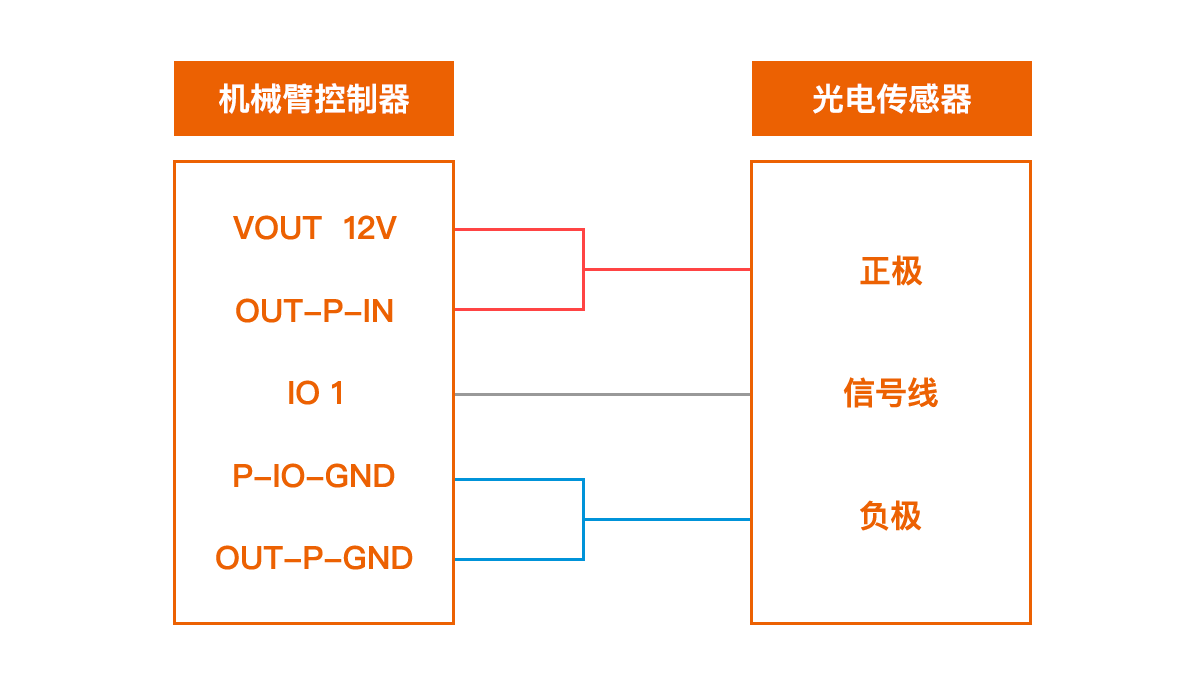 机械臂控制器
光电传感器
VOUT 12V
OUT-P-IN
IO 1
P-IO-GND
OUT-P-GND
正极
信号线
负极